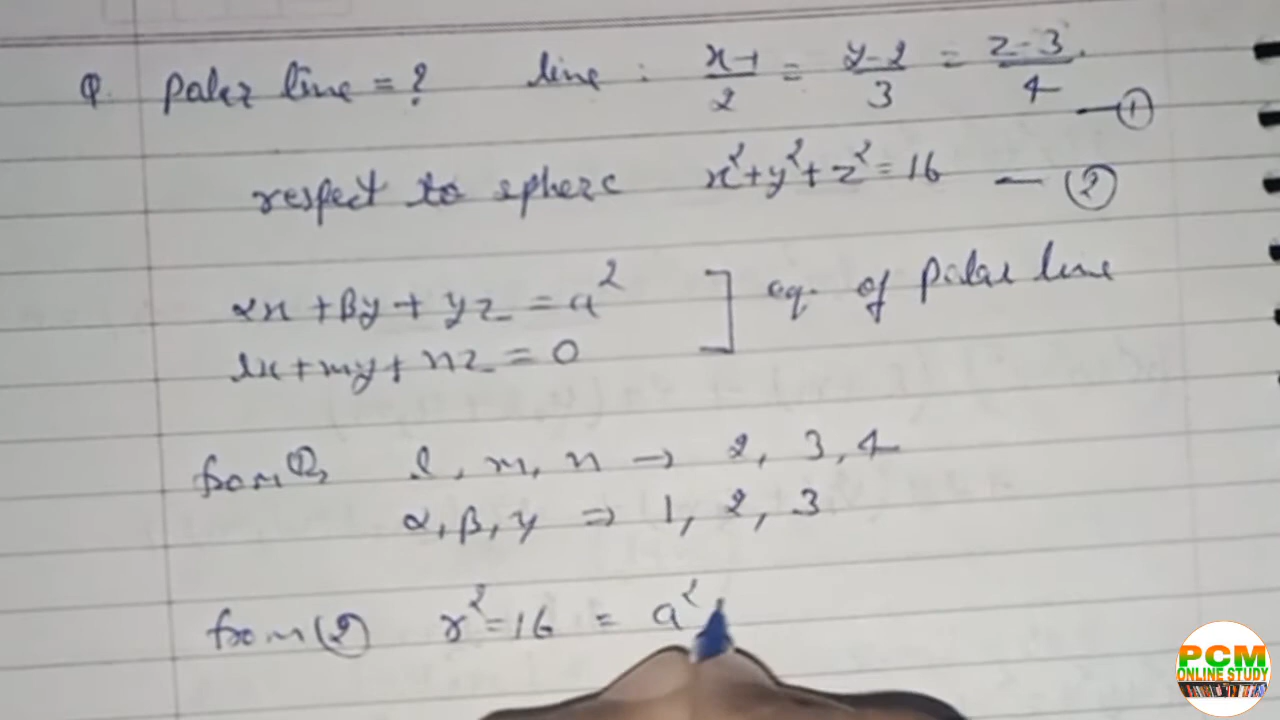 Q. polar line = ? line : x-1/2 = y-2/3 = z-3/4. — ①
respect to sphere x²+y²+z²=16 — ②
αx+βy+γz=a² ] eq. of polar line
lx+my+nz=0
from ①, l, m, n → 2, 3, 4
α, β, γ ⇒ 1, 2, 3
from (2) r²=16 = a²
PCM
ONLINE STUDY